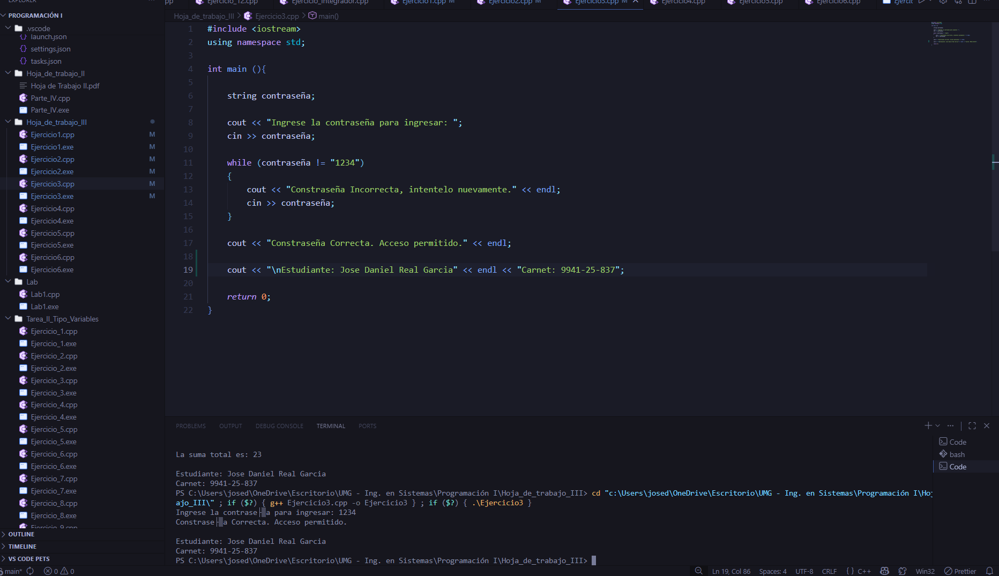 EXPLORER
PROGRAMACIÓN I
.vscode
launch.json
settings.json
tasks.json
Hoja_de_trabajo_II
Hoja de Trabajo II.pdf
Parte_IV.cpp
Parte_IV.exe
Hoja_de_trabajo_III
Ejercicio1.cpp M
Ejercicio1.exe M
Ejercicio2.cpp M
Ejercicio2.exe M
Ejercicio3.cpp M
Ejercicio3.exe M
Ejercicio4.cpp
Ejercicio4.exe
Ejercicio5.cpp
Ejercicio5.exe
Ejercicio6.cpp
Ejercicio6.exe
Lab
Lab1.cpp
Lab1.exe
Tarea_II_Tipo_Variables
Ejercicio_1.cpp
Ejercicio_1.exe
Ejercicio_2.cpp
Ejercicio_2.exe
Ejercicio_3.cpp
Ejercicio_3.exe
Ejercicio_4.cpp
Ejercicio_4.exe
Ejercicio_5.cpp
Ejercicio_5.exe
Ejercicio_6.cpp
Ejercicio_6.exe
Ejercicio_7.cpp
Ejercicio_7.exe
Ejercicio_8.cpp
Ejercicio_8.exe
Ejercicio_9.cpp
OUTLINE
TIMELINE
VS CODE PETS
pp Ejercicio_12.cpp Ejercicio_Integrador.cpp Ejercicio1.cpp M Ejercicio2.cpp M Ejercicio3.cpp M Ejercicio4.cpp Ejercicio5.cpp Ejercicio6.cpp Ejercic
Hoja_de_trabajo_III > Ejercicio3.cpp > main()
1 #include <iostream>
2 using namespace std;
3
4 int main (){
5
6 string contraseña;
7
8 cout << "Ingrese la contraseña para ingresar: ";
9 cin >> contraseña;
10
11 while (contraseña != "1234")
12 {
13 cout << "Constraseña Incorrecta, intentelo nuevamente." << endl;
14 cin >> contraseña;
15 }
16
17 cout << "Constraseña Correcta. Acceso permitido." << endl;
18
19 cout << "\nEstudiante: Jose Daniel Real Garcia" << endl << "Carnet: 9941-25-837";
20
21 return 0;
22 }
PROBLEMS OUTPUT DEBUG CONSOLE TERMINAL PORTS
La suma total es: 23
Estudiante: Jose Daniel Real Garcia
Carnet: 9941-25-837
PS C:\Users\josed\OneDrive\Escritorio\UMG - Ing. en Sistemas\Programación I\Hoja_de_trabajo_III> cd "c:\Users\josed\OneDrive\Escritorio\UMG - Ing. en Sistemas\Programación I\Hoj
ajo_III\" ; if ($?) { g++ Ejercicio3.cpp -o Ejercicio3 } ; if ($?) { .\Ejercicio3 }
Ingrese la contrase├▒a para ingresar: 1234
Constrase├▒a Correcta. Acceso permitido.
Estudiante: Jose Daniel Real Garcia
Carnet: 9941-25-837
PS C:\Users\josed\OneDrive\Escritorio\UMG - Ing. en Sistemas\Programación I\Hoja_de_trabajo_III>
Code
bash
Code
main* 0 0 Ln 19, Col 86 Spaces: 4 UTF-8 CRLF { } C++ Win32 Prettier